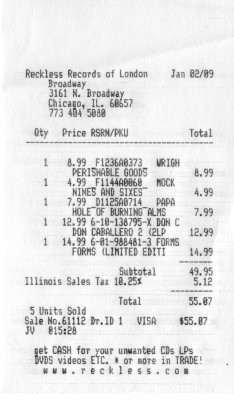 Reckless Records of London Jan 02/09
Broadway
3161 N. Broadway
Chicago, IL. 60657
773 404 5080
Qty Price RSRN/PKU Total
1 8.99 F1236A0373 WRIGH
PERISHABLE GOODS 8.99
1 4.99 F1144A0060 MOCK
NINES AND SIXES 4.99
1 7.99 D1125A0714 PAPA
HOLE OF BURNING ALMS 7.99
1 12.99 6-10-138795-X DON C
DON CABALLERO 2 (2LP 12.99
1 14.99 6-01-988481-3 FORMS
FORMS (LIMITED EDITI 14.99
Subtotal 49.95
Illinois Sales Tax 10.25% 5.12
Total 55.07
5 Units Sold
Sale No.61112 Dr.ID 1 VISA $55.07
JV @15:28
get CASH for your unwanted CDs LPs
DVDS videos ETC. * or more in TRADE!
www.reckless.com